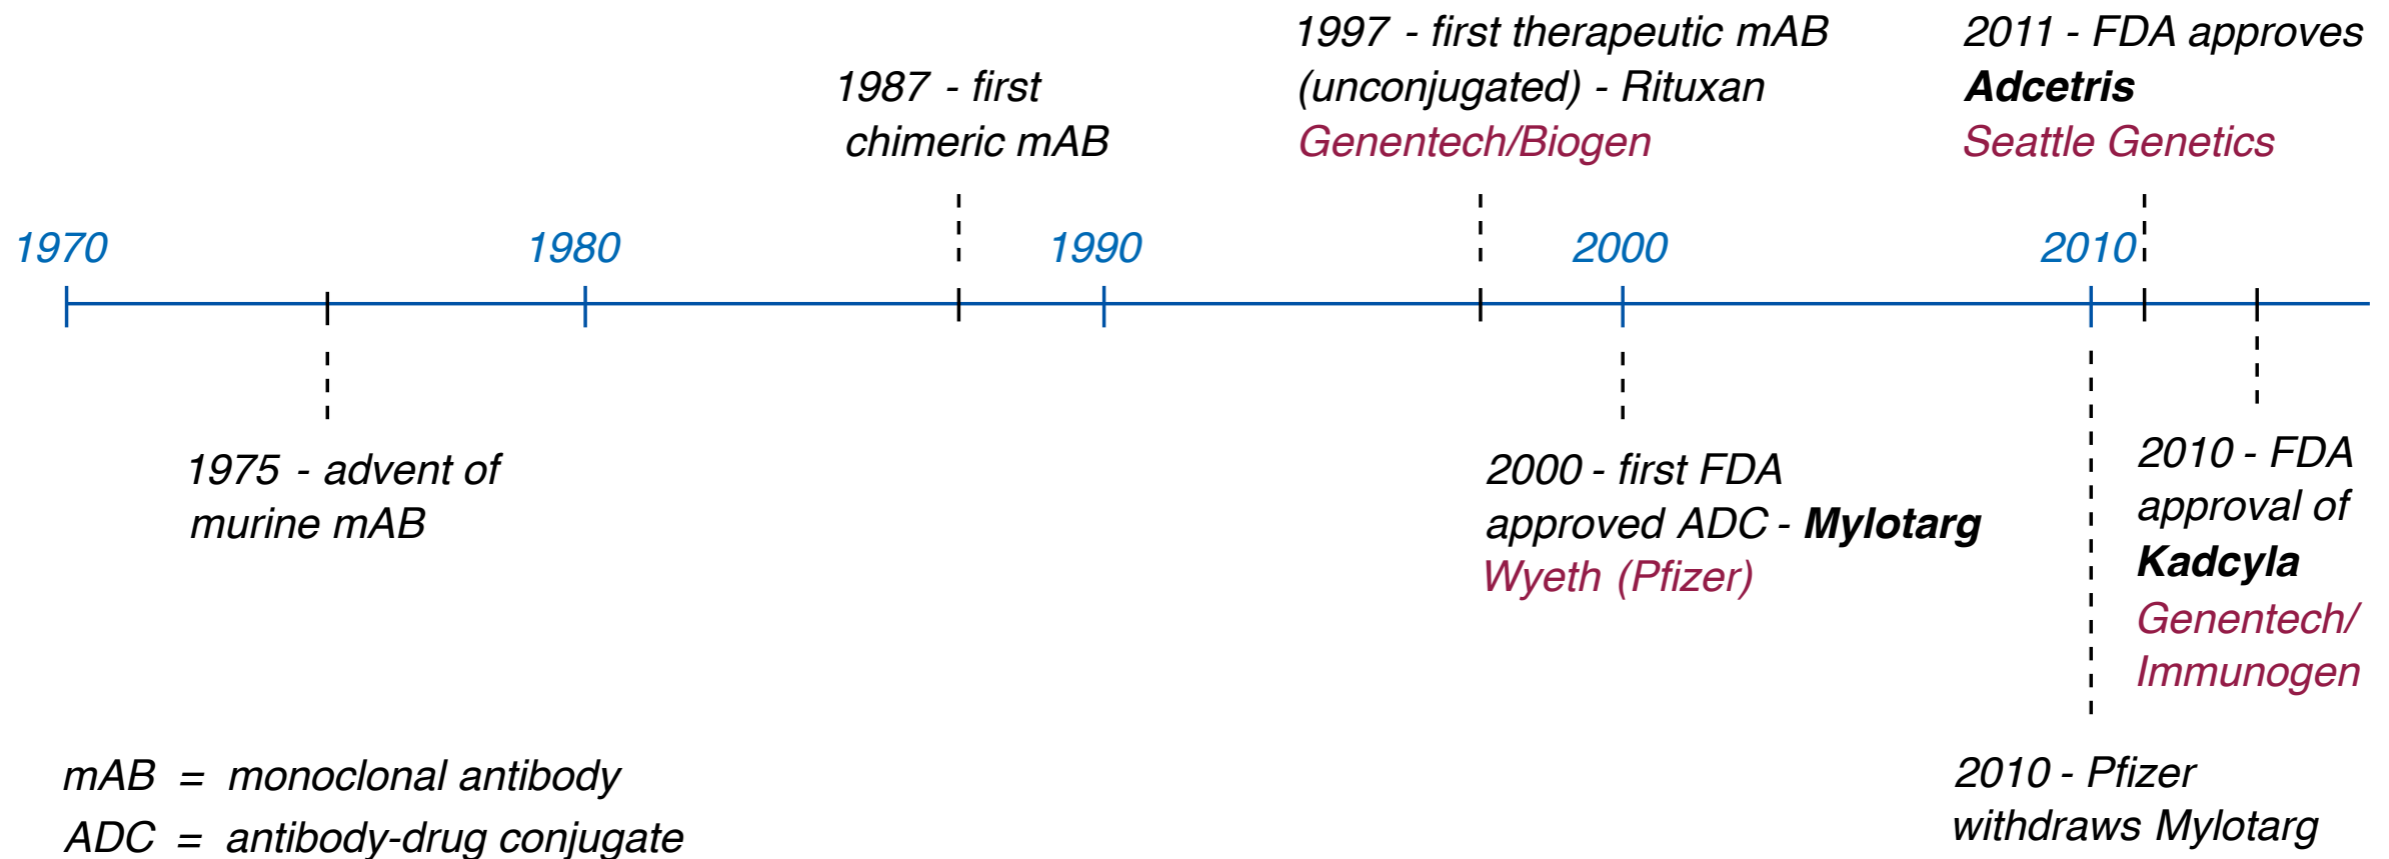 1997 - first therapeutic mAB
(unconjugated) - Rituxan
Genentech/Biogen
2011 - FDA approves
Adcetris
Seattle Genetics
1987 - first
chimeric mAB
1970
1980
1990
2000
2010
1975 - advent of
murine mAB
2000 - first FDA
approved ADC - Mylotarg
Wyeth (Pfizer)
2010 - FDA
approval of
Kadcyla
Genentech/
Immunogen
2010 - Pfizer
withdraws Mylotarg
mAB = monoclonal antibody
ADC = antibody-drug conjugate